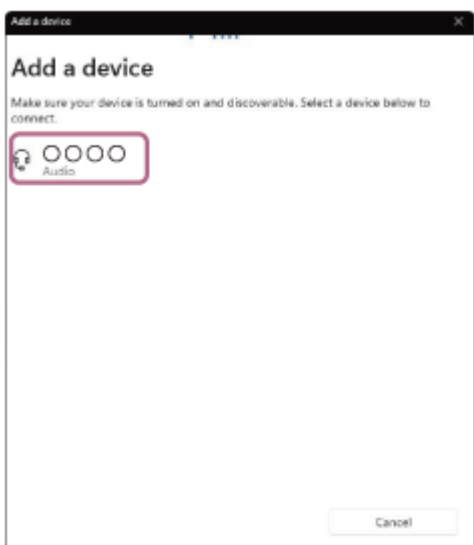 Add a device
Add a device
Make sure your device is turned on and discoverable. Select a device below to
connect.
OOOO
Audio
Cancel